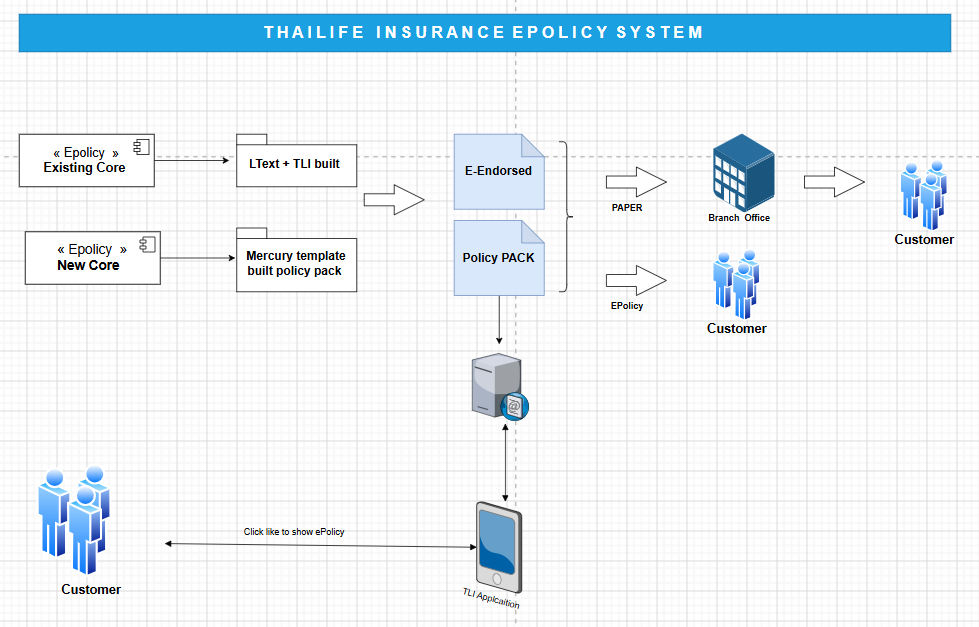 THAILIFE INSURANCE EPOLICY SYSTEM
« Epolicy »
Existing Core
LText + TLI built
E-Endorsed
PAPER
Branch Office
Customer
« Epolicy »
New Core
Mercury template
built policy pack
Policy PACK
EPolicy
Customer
Click like to show ePolicy
Customer
TLI Applcaition